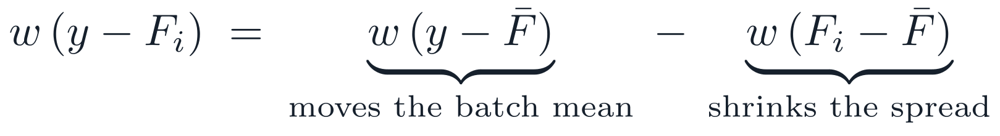 w (y − F_i) = w (y − F̄) − w (F_i − F̄)
moves the batch mean shrinks the spread